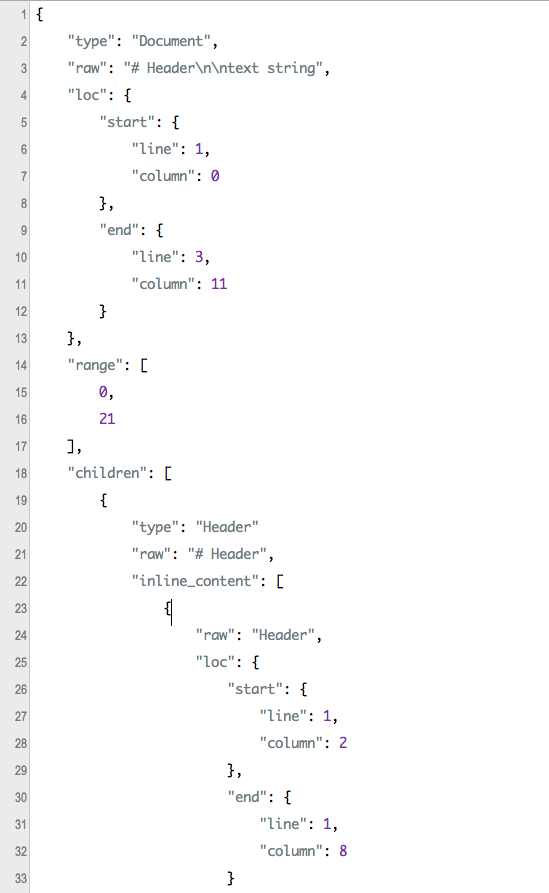 1 {
2     "type": "Document",
3     "raw": "# Header\n\ntext string",
4     "loc": {
5         "start": {
6             "line": 1,
7             "column": 0
8         },
9         "end": {
10             "line": 3,
11             "column": 11
12         }
13     },
14     "range": [
15         0,
16         21
17     ],
18     "children": [
19         {
20             "type": "Header"
21             "raw": "# Header",
22             "inline_content": [
23                 {
24                     "raw": "Header",
25                     "loc": {
26                         "start": {
27                             "line": 1,
28                             "column": 2
29                         },
30                         "end": {
31                             "line": 1,
32                             "column": 8
33                         }